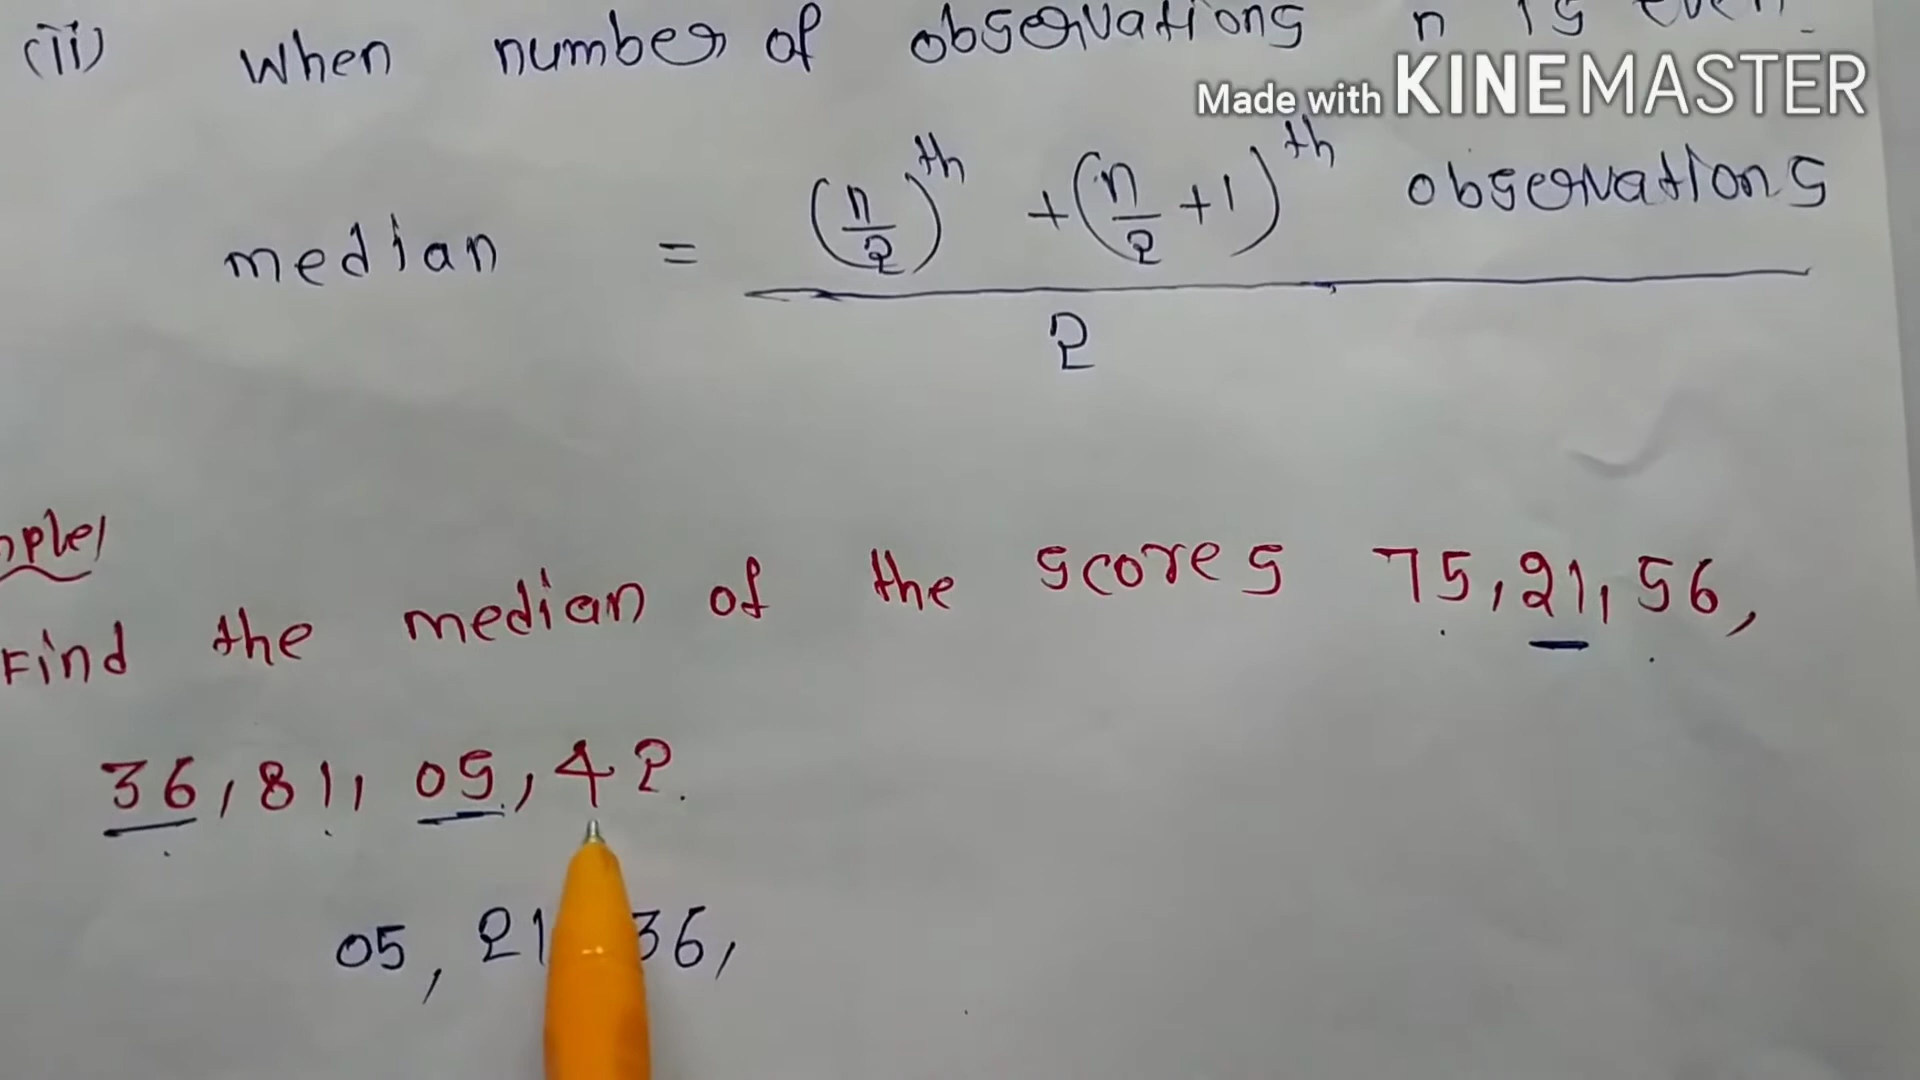 (ii) When number of observations n is even.
Made with KINEMASTER
median = (n/2)th + (n/2 + 1)th observations
2
Find the median of the scores 75, 21, 56,
36, 81, 05, 42.
05, 21 36,